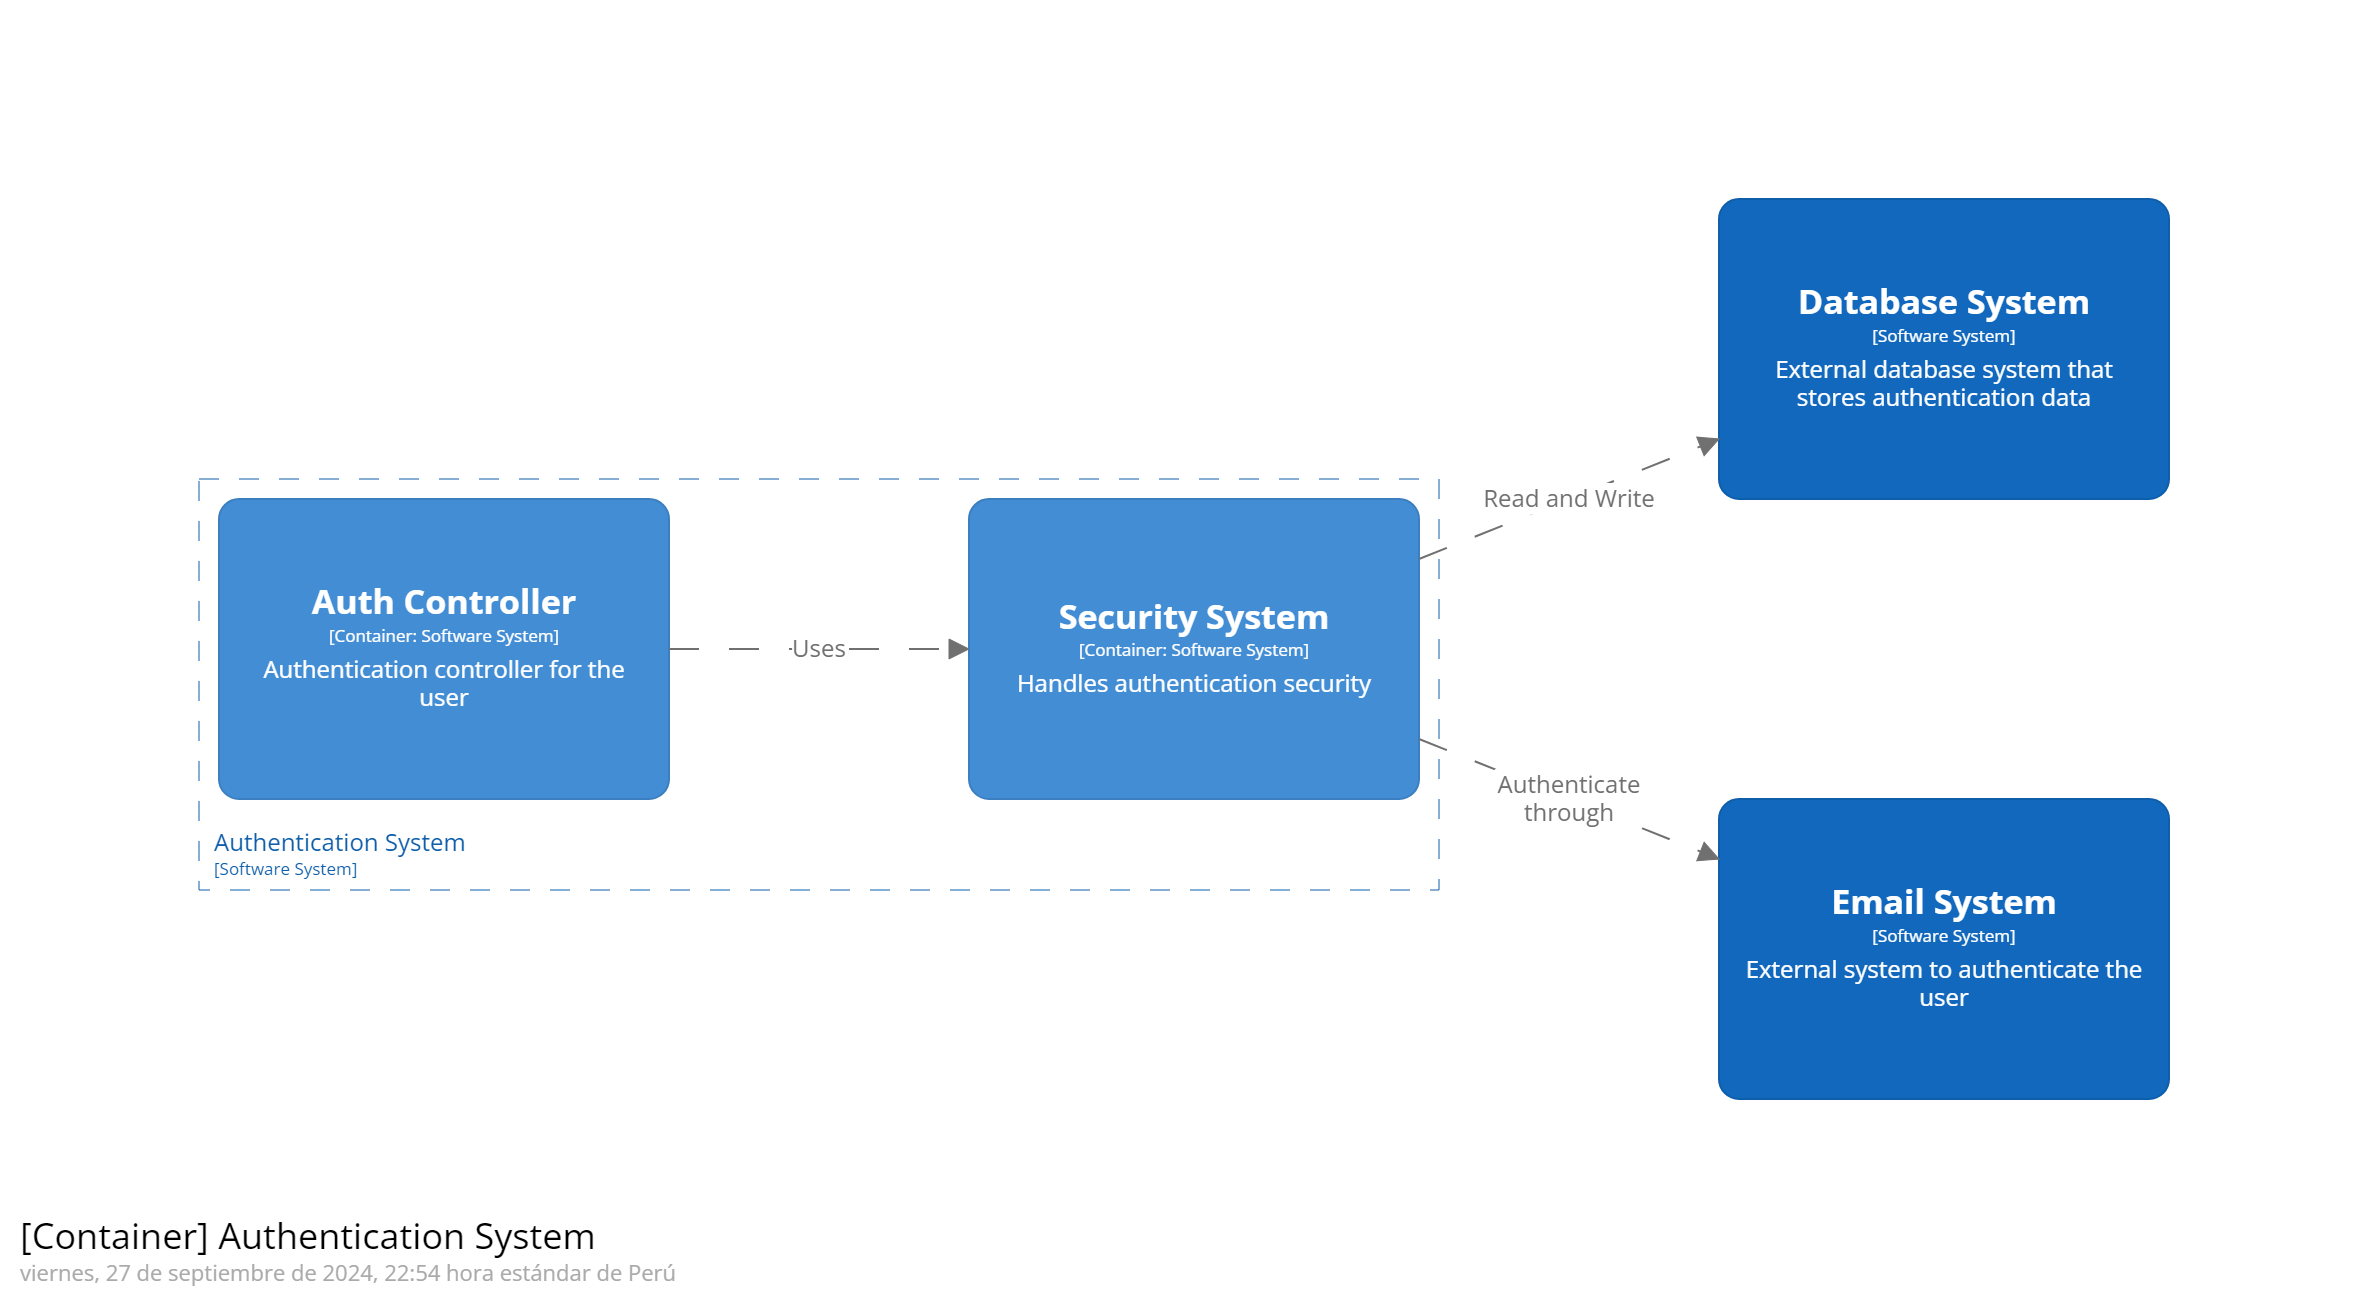 Database System
[Software System]
External database system that
stores authentication data
Read and Write
Auth Controller
[Container: Software System]
Authentication controller for the
user
Uses
Security System
[Container: Software System]
Handles authentication security
Authenticate
through
Authentication System
[Software System]
Email System
[Software System]
External system to authenticate the
user
[Container] Authentication System
viernes, 27 de septiembre de 2024, 22:54 hora estándar de Perú